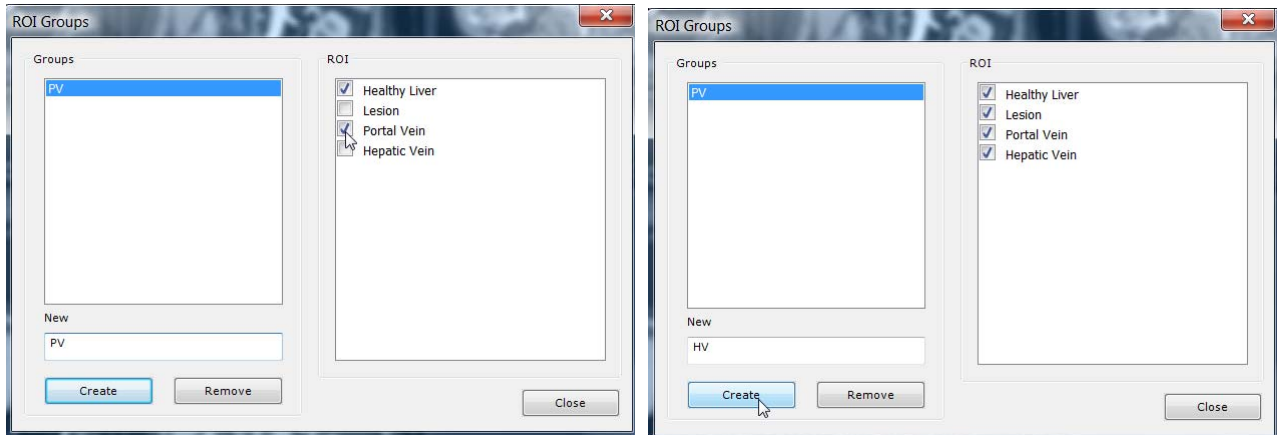 ROI Groups
Groups
PV
New
PV
Create Remove
ROI
Healthy Liver
Lesion
Portal Vein
Hepatic Vein
Close
ROI Groups
Groups
PV
New
HV
Create Remove
ROI
Healthy Liver
Lesion
Portal Vein
Hepatic Vein
Close